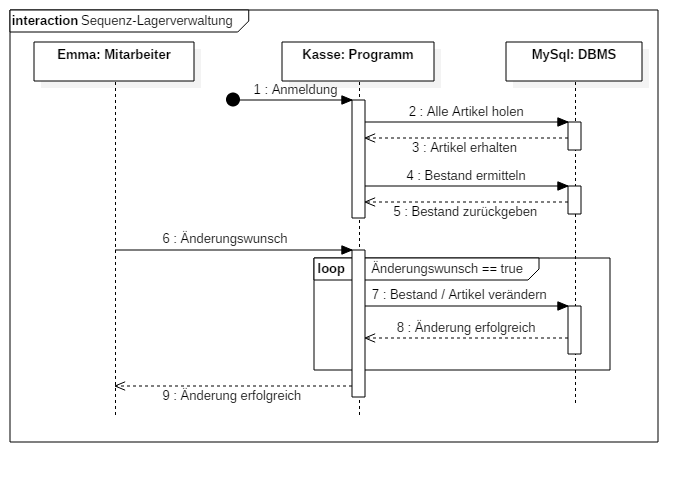 interaction Sequenz-Lagerverwaltung
Emma: Mitarbeiter
Kasse: Programm
MySql: DBMS
1 : Anmeldung
2 : Alle Artikel holen
3 : Artikel erhalten
4 : Bestand ermitteln
5 : Bestand zurückgeben
6 : Änderungswunsch
loop Änderungswunsch == true
7 : Bestand / Artikel verändern
8 : Änderung erfolgreich
9 : Änderung erfolgreich